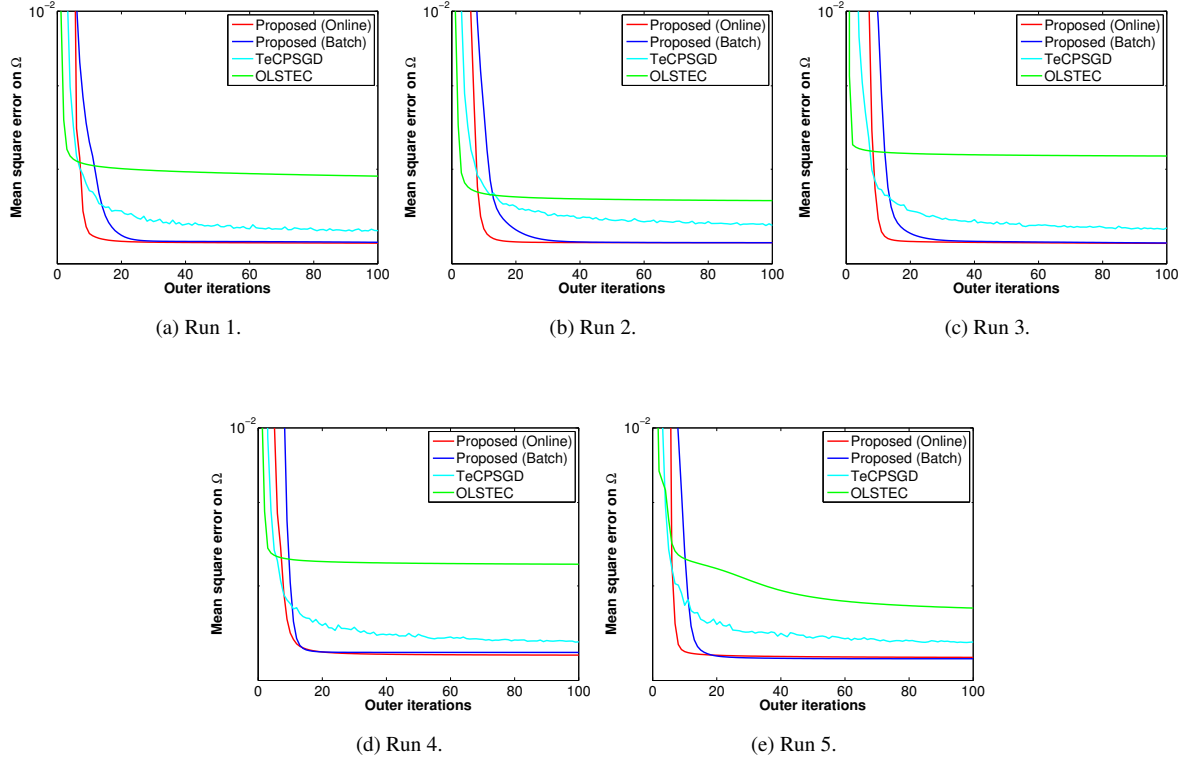 10⁻²
Mean square error on Ω
Proposed (Online)
Proposed (Batch)
TeCPSGD
OLSTEC
0 20 40 60 80 100
Outer iterations
(a) Run 1.
10⁻²
Mean square error on Ω
Proposed (Online)
Proposed (Batch)
TeCPSGD
OLSTEC
0 20 40 60 80 100
Outer iterations
(b) Run 2.
10⁻²
Mean square error on Ω
Proposed (Online)
Proposed (Batch)
TeCPSGD
OLSTEC
0 20 40 60 80 100
Outer iterations
(c) Run 3.
10⁻²
Mean square error on Ω
Proposed (Online)
Proposed (Batch)
TeCPSGD
OLSTEC
0 20 40 60 80 100
Outer iterations
(d) Run 4.
10⁻²
Mean square error on Ω
Proposed (Online)
Proposed (Batch)
TeCPSGD
OLSTEC
0 20 40 60 80 100
Outer iterations
(e) Run 5.